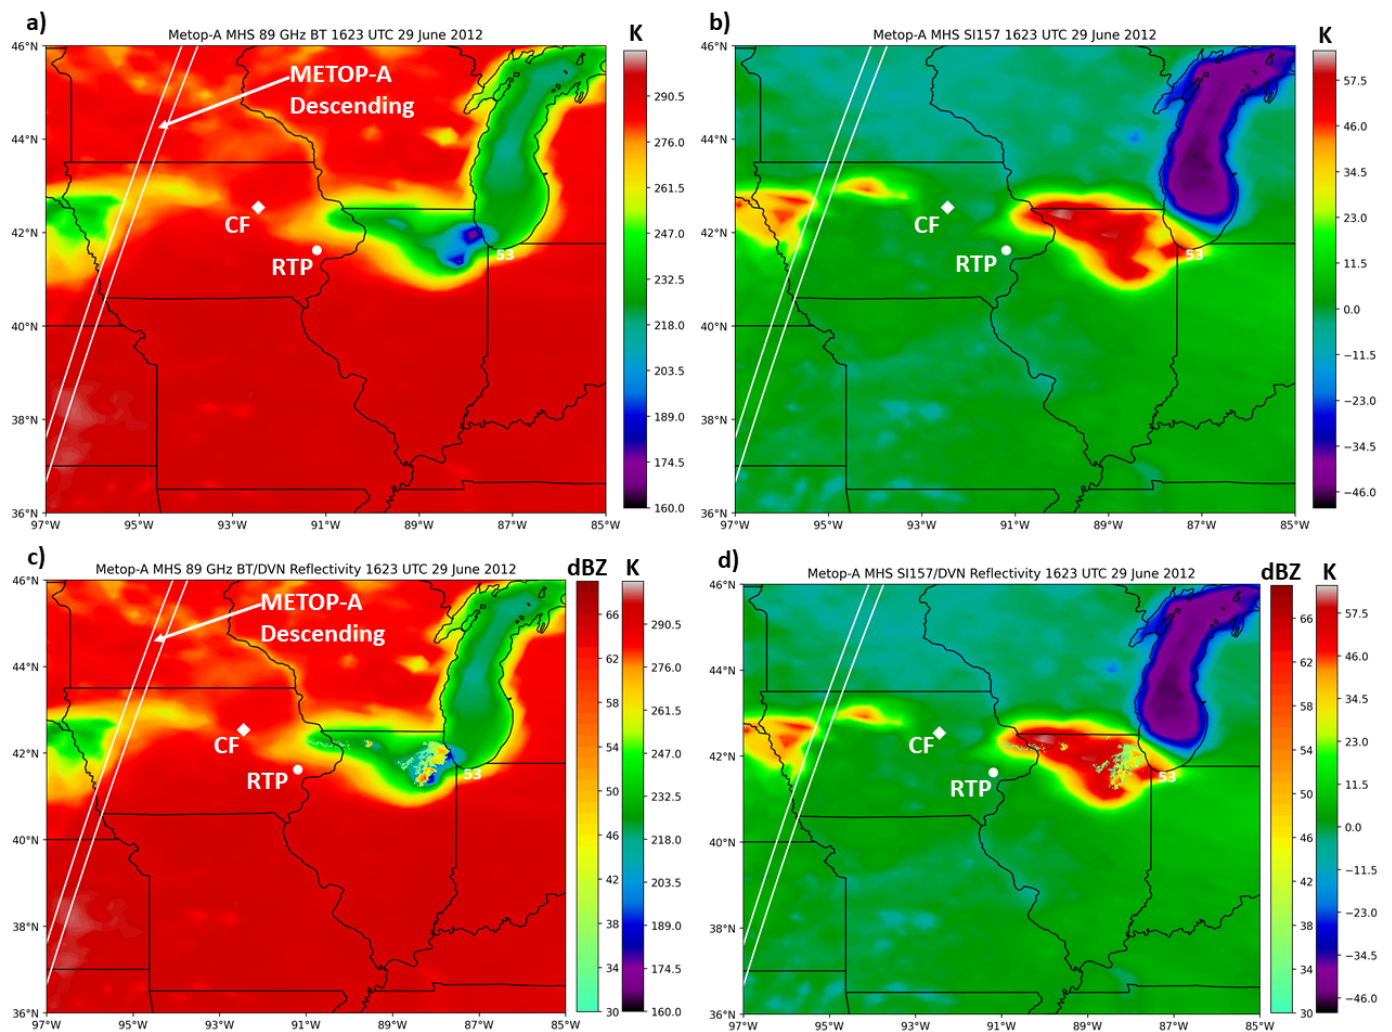 a)
Metop-A MHS 89 GHz BT 1623 UTC 29 June 2012
K
46°N
44°N
42°N
40°N
38°N
36°N
97°W
95°W
93°W
91°W
89°W
87°W
85°W
METOP-A
Descending
CF
RTP
53
290.5
276.0
261.5
247.0
232.5
218.0
203.5
189.0
174.5
160.0
b)
Metop-A MHS SI157 1623 UTC 29 June 2012
K
46°N
44°N
42°N
40°N
38°N
36°N
97°W
95°W
93°W
91°W
89°W
87°W
85°W
CF
RTP
53
57.5
46.0
34.5
23.0
11.5
0.0
−11.5
−23.0
−34.5
−46.0
c)
Metop-A MHS 89 GHz BT/DVN Reflectivity 1623 UTC 29 June 2012
dBZ
K
46°N
44°N
42°N
40°N
38°N
36°N
97°W
95°W
93°W
91°W
89°W
87°W
85°W
METOP-A
Descending
CF
RTP
53
66
62
58
54
50
46
42
38
34
30
290.5
276.0
261.5
247.0
232.5
218.0
203.5
189.0
174.5
160.0
d)
Metop-A MHS SI157/DVN Reflectivity 1623 UTC 29 June 2012
dBZ
K
46°N
44°N
42°N
40°N
38°N
36°N
97°W
95°W
93°W
91°W
89°W
87°W
85°W
CF
RTP
53
66
62
58
54
50
46
42
38
34
30
57.5
46.0
34.5
23.0
11.5
0.0
−11.5
−23.0
−34.5
−46.0